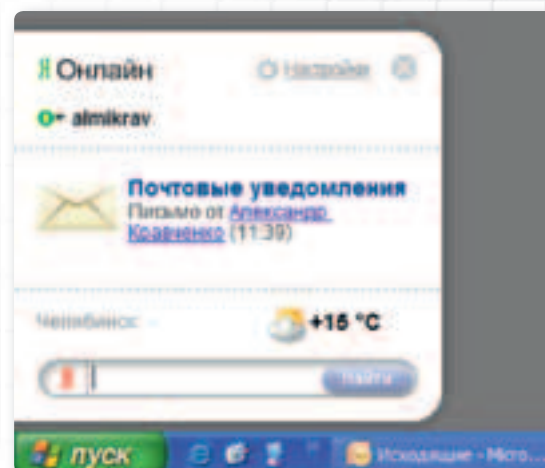 Я Онлайн Настройки
almikrav
Почтовые уведомления
Письмо от Александр
Кравченко (11:39)
Челябинск +15 °C
Я Найти
пуск Исходящие - Micro...